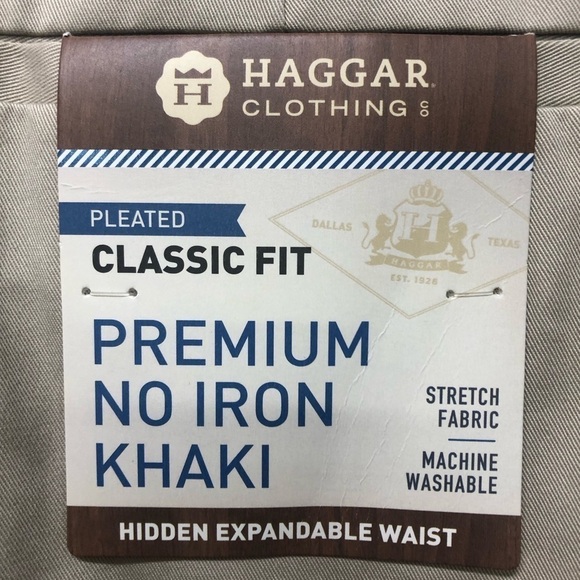 H
HAGGAR®
CLOTHING CO
PLEATED
CLASSIC FIT
DALLAS
H
TEXAS
HAGGAR
EST. 1926
PREMIUM
NO IRON
KHAKI
STRETCH
FABRIC
MACHINE
WASHABLE
HIDDEN EXPANDABLE WAIST